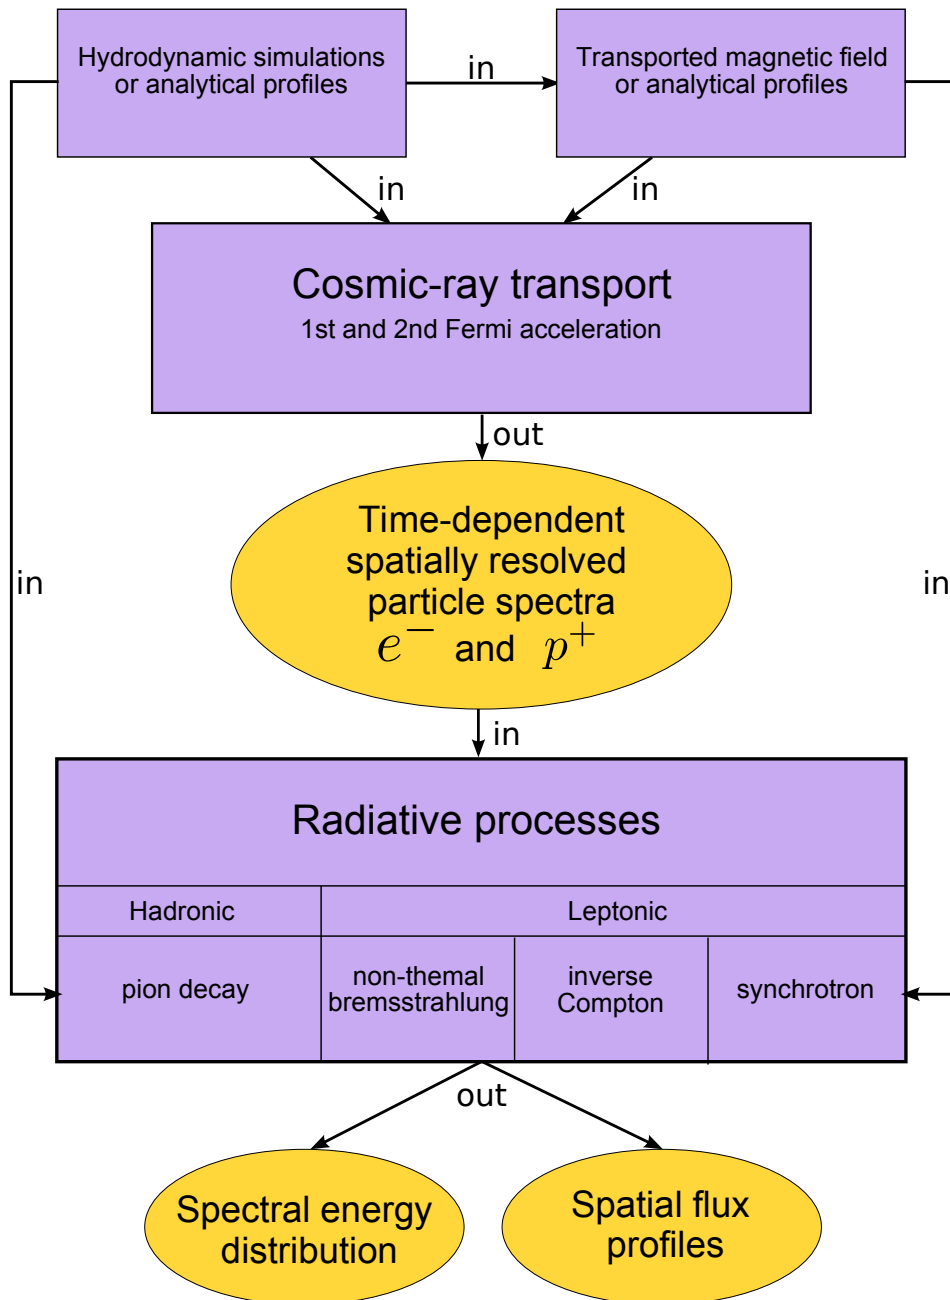 Hydrodynamic simulations
or analytical profiles
in
Transported magnetic field
or analytical profiles
in
in
Cosmic-ray transport
1st and 2nd Fermi acceleration
out
Time-dependent
spatially resolved
particle spectra
e⁻ and p⁺
in
in
in
Radiative processes
Hadronic
Leptonic
pion decay
non-themal
bremsstrahlung
inverse
Compton
synchrotron
out
Spectral energy
distribution
Spatial flux
profiles